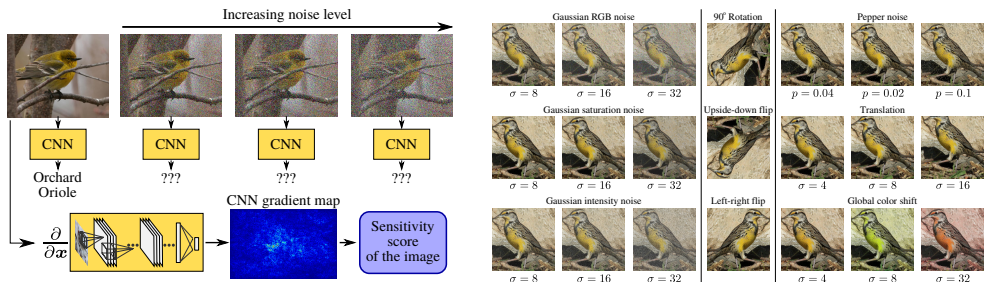 Increasing noise level
CNN
CNN
CNN
CNN
Orchard
Oriole
???
???
???
CNN gradient map
∂
∂x
Sensitivity
score
of the image
Gaussian RGB noise
90° Rotation
Pepper noise
σ = 8
σ = 16
σ = 32
p = 0.04
p = 0.02
p = 0.1
Gaussian saturation noise
Upside-down flip
Translation
σ = 8
σ = 16
σ = 32
σ = 4
σ = 8
σ = 16
Gaussian intensity noise
Left-right flip
Global color shift
σ = 8
σ = 16
σ = 32
σ = 4
σ = 8
σ = 32